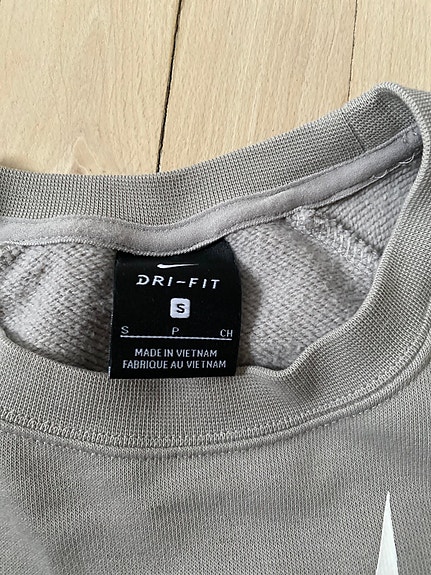 DRI-FIT
S
S P CH
MADE IN VIETNAM
FABRIQUE AU VIETNAM